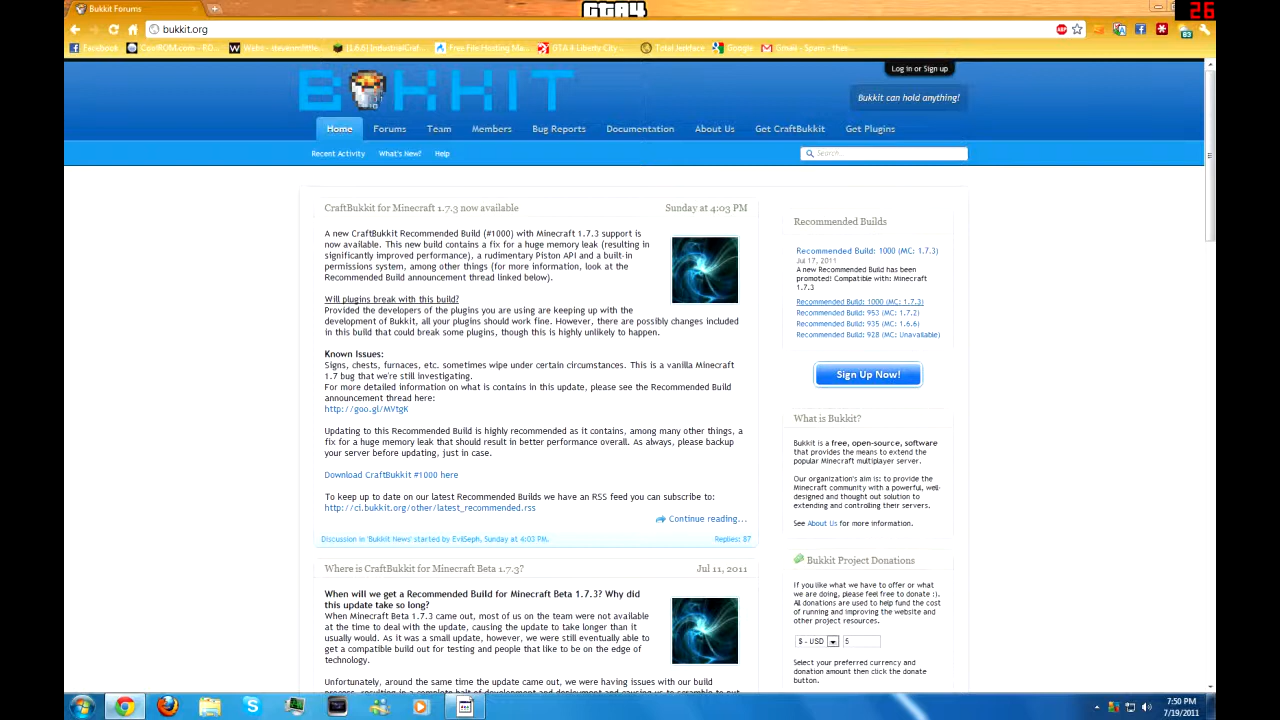 Bukkit Forums
GTA4
26
bukkit.org
Facebook
Google
Total Jerkface
Log in or Sign up
BUKKIT
Bukkit can hold anything!
Home Forums Team Members Bug Reports Documentation About Us Get CraftBukkit Get Plugins
Recent Activity What's New? Help
Search...
CraftBukkit for Minecraft 1.7.3 now available
Sunday at 4:03 PM
A new CraftBukkit Recommended Build (#1000) with Minecraft 1.7.3 support is
now available. This new build contains a fix for a huge memory leak (resulting in
significantly improved performance), a rudimentary Piston API and a built-in
permissions system, among other things (for more information, look at the
Recommended Build announcement thread linked below).
Will plugins break with this build?
Provided the developers of the plugins you are using are keeping up with the
development of Bukkit, all your plugins should work fine. However, there are possibly changes included
in this build that could break some plugins, though this is highly unlikely to happen.
Known Issues:
Signs, chests, furnaces, etc. sometimes wipe under certain circumstances. This is a vanilla Minecraft
1.7 bug that we're still investigating.
For more detailed information on what is contains in this update, please see the Recommended Build
announcement thread here:
http://goo.gl/MVtgK
Updating to this Recommended Build is highly recommended as it contains, among many other things, a
fix for a huge memory leak that should result in better performance overall. As always, please backup
your server before updating, just in case.
Download CraftBukkit #1000 here
To keep up to date on our latest Recommended Builds we have an RSS feed you can subscribe to:
http://ci.bukkit.org/other/latest_recommended.rss
Continue reading...
Discussion in 'Bukkit News' started by EvilSeph, Sunday at 4:03 PM.
Replies: 87
Where is CraftBukkit for Minecraft Beta 1.7.3?
Jul 11, 2011
When will we get a Recommended Build for Minecraft Beta 1.7.3? Why did
this update take so long?
When Minecraft Beta 1.7.3 came out, most of us on the team were not available
at the time to deal with the update, causing the update to take longer than it
usually would. As it was a small update, however, we were still eventually able to
get a compatible build out for testing and people that like to be on the edge of
technology.
Unfortunately, around the same time the update came out, we were having issues with our build
Recommended Builds
Recommended Build: 1000 (MC: 1.7.3)
Jul 17, 2011
A new Recommended Build has been
promoted! Compatible with: Minecraft
1.7.3
Recommended Build: 1000 (MC: 1.7.3)
Recommended Build: 953 (MC: 1.7.2)
Recommended Build: 935 (MC: 1.6.6)
Recommended Build: 928 (MC: Unavailable)
Sign Up Now!
What is Bukkit?
Bukkit is a free, open-source, software
that provides the means to extend the
popular Minecraft multiplayer server.
Our organization's aim is: to provide the
Minecraft community with a powerful, well-
designed and thought out solution to
extending and controling their servers.
See About Us for more information.
Bukkit Project Donations
If you like what we have to offer or what
we are doing, please feel free to donate :).
All donations are used to help fund the cost
of running and improving the website and
other project resources.
$ - USD
5
Select your preferred currency and
donation amount then click the donate
button.
7:50 PM
7/19/2011